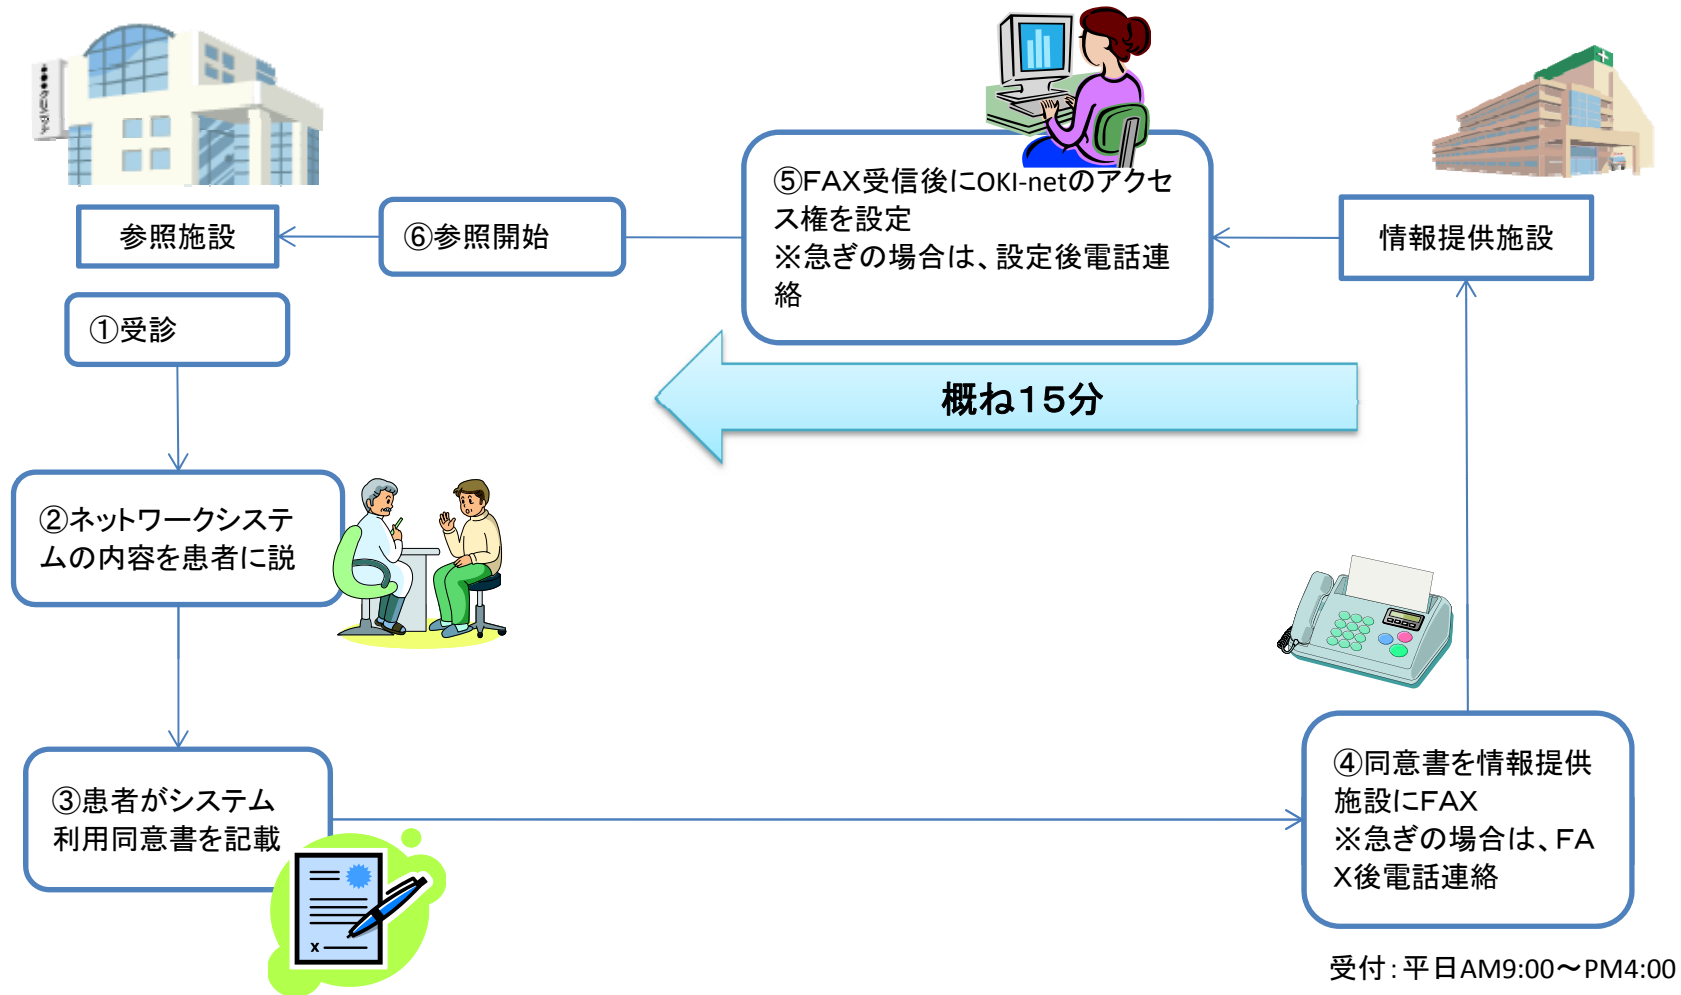 参照施設
⑥参照開始
⑤FAX受信後にOKI-netのアクセ
ス権を設定
※急ぎの場合は、設定後電話連
絡
情報提供施設
①受診
概ね15分
②ネットワークシステ
ムの内容を患者に説
③患者がシステム
利用同意書を記載
x
④同意書を情報提供
施設にFAX
※急ぎの場合は、FA
X後電話連絡
受付：平日AM9:00～PM4:00